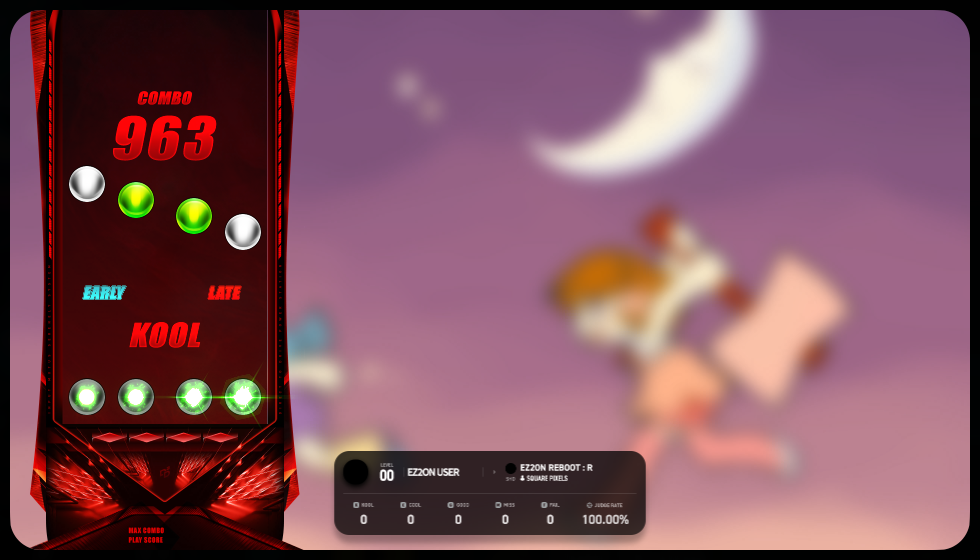 COMBO
963
EARLY LATE
KOOL
MAX COMBO
PLAY SCORE
LEVEL
00 EZ2ON USER
EZ2ON REBOOT : R
SQUARE PIXELS
KOOL COOL GOOD MISS FAIL JUDGE RATE
0 0 0 0 0 100.00%